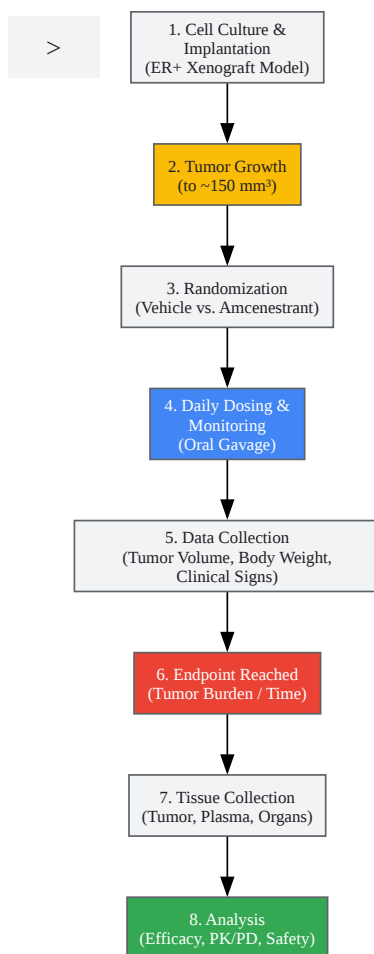 >
1. Cell Culture &
Implantation
(ER+ Xenograft Model)
2. Tumor Growth
(to ~150 mm³)
3. Randomization
(Vehicle vs. Amcenestrant)
4. Daily Dosing &
Monitoring
(Oral Gavage)
5. Data Collection
(Tumor Volume, Body Weight,
Clinical Signs)
6. Endpoint Reached
(Tumor Burden / Time)
7. Tissue Collection
(Tumor, Plasma, Organs)
8. Analysis
(Efficacy, PK/PD, Safety)